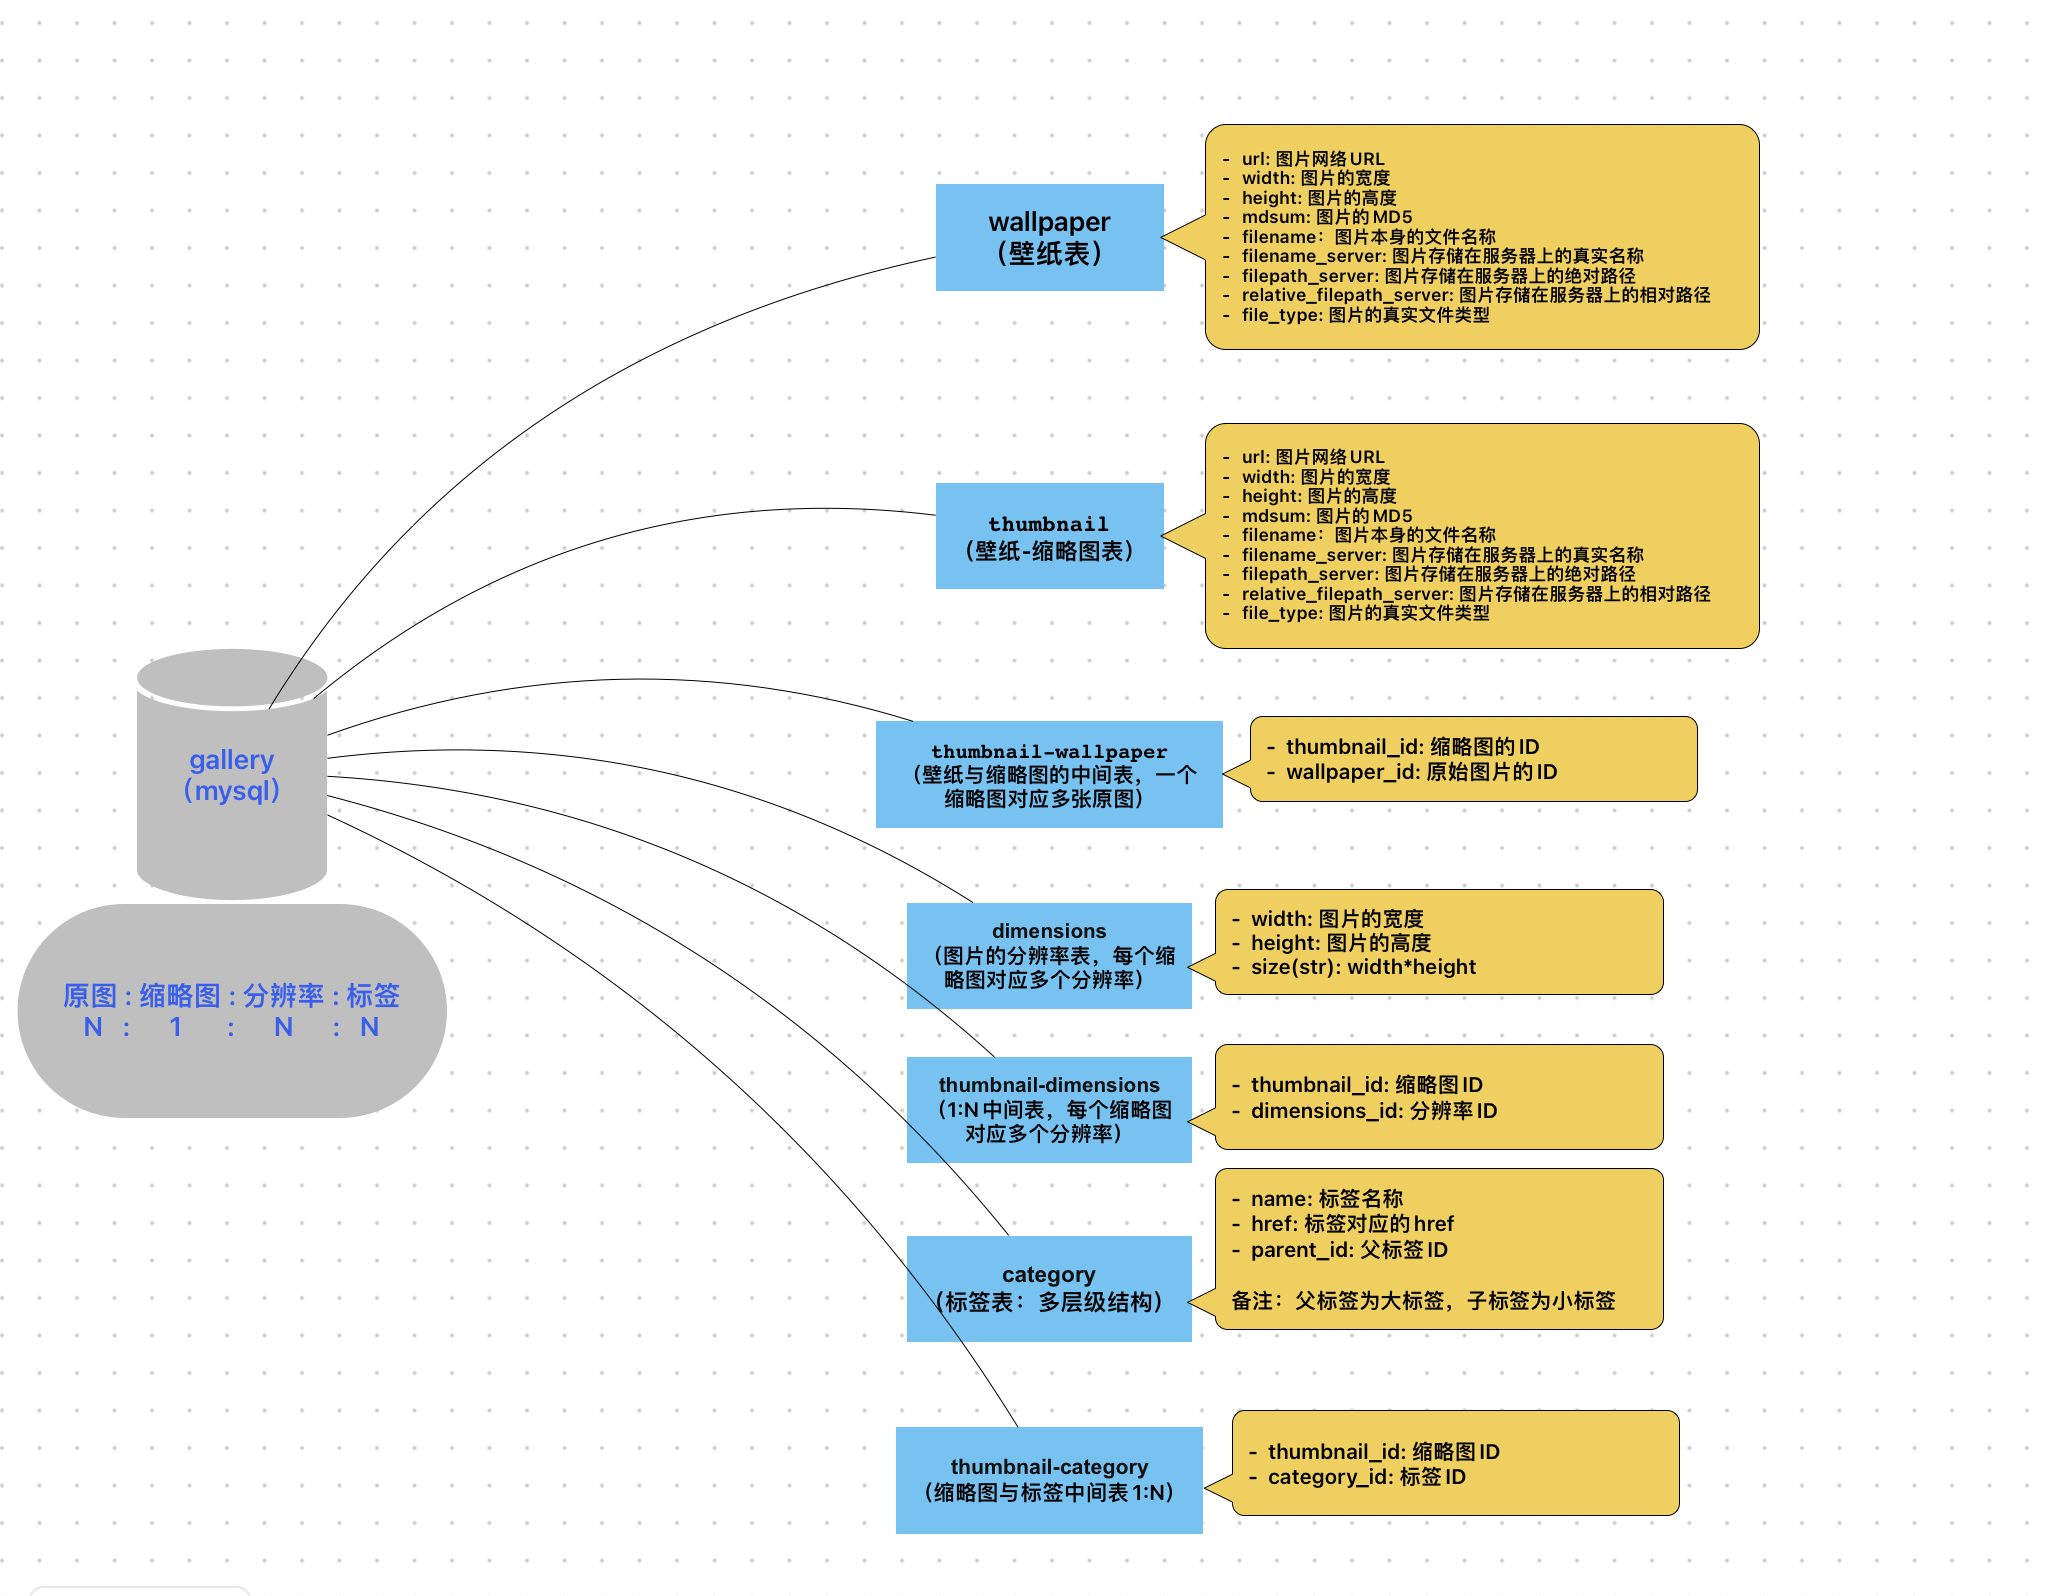 wallpaper
（壁纸表）
- url: 图片网络URL
- width: 图片的宽度
- height: 图片的高度
- mdsum: 图片的MD5
- filename：图片本身的文件名称
- filename_server: 图片存储在服务器上的真实名称
- filepath_server: 图片存储在服务器上的绝对路径
- relative_filepath_server: 图片存储在服务器上的相对路径
- file_type: 图片的真实文件类型
thumbnail
（壁纸-缩略图表）
- url: 图片网络URL
- width: 图片的宽度
- height: 图片的高度
- mdsum: 图片的MD5
- filename：图片本身的文件名称
- filename_server: 图片存储在服务器上的真实名称
- filepath_server: 图片存储在服务器上的绝对路径
- relative_filepath_server: 图片存储在服务器上的相对路径
- file_type: 图片的真实文件类型
gallery
（mysql）
thumbnail-wallpaper
（壁纸与缩略图的中间表，一个
缩略图对应多张原图）
- thumbnail_id: 缩略图的ID
- wallpaper_id: 原始图片的ID
dimensions
（图片的分辨率表，每个缩
略图对应多个分辨率）
- width: 图片的宽度
- height: 图片的高度
- size(str): width*height
原图 : 缩略图 : 分辨率 : 标签
N : 1 : N : N
thumbnail-dimensions
（1:N中间表，每个缩略图
对应多个分辨率）
- thumbnail_id: 缩略图ID
- dimensions_id: 分辨率ID
category
（标签表：多层级结构）
- name: 标签名称
- href: 标签对应的href
- parent_id: 父标签ID
备注：父标签为大标签，子标签为小标签
thumbnail-category
（缩略图与标签中间表1:N）
- thumbnail_id: 缩略图ID
- category_id: 标签ID